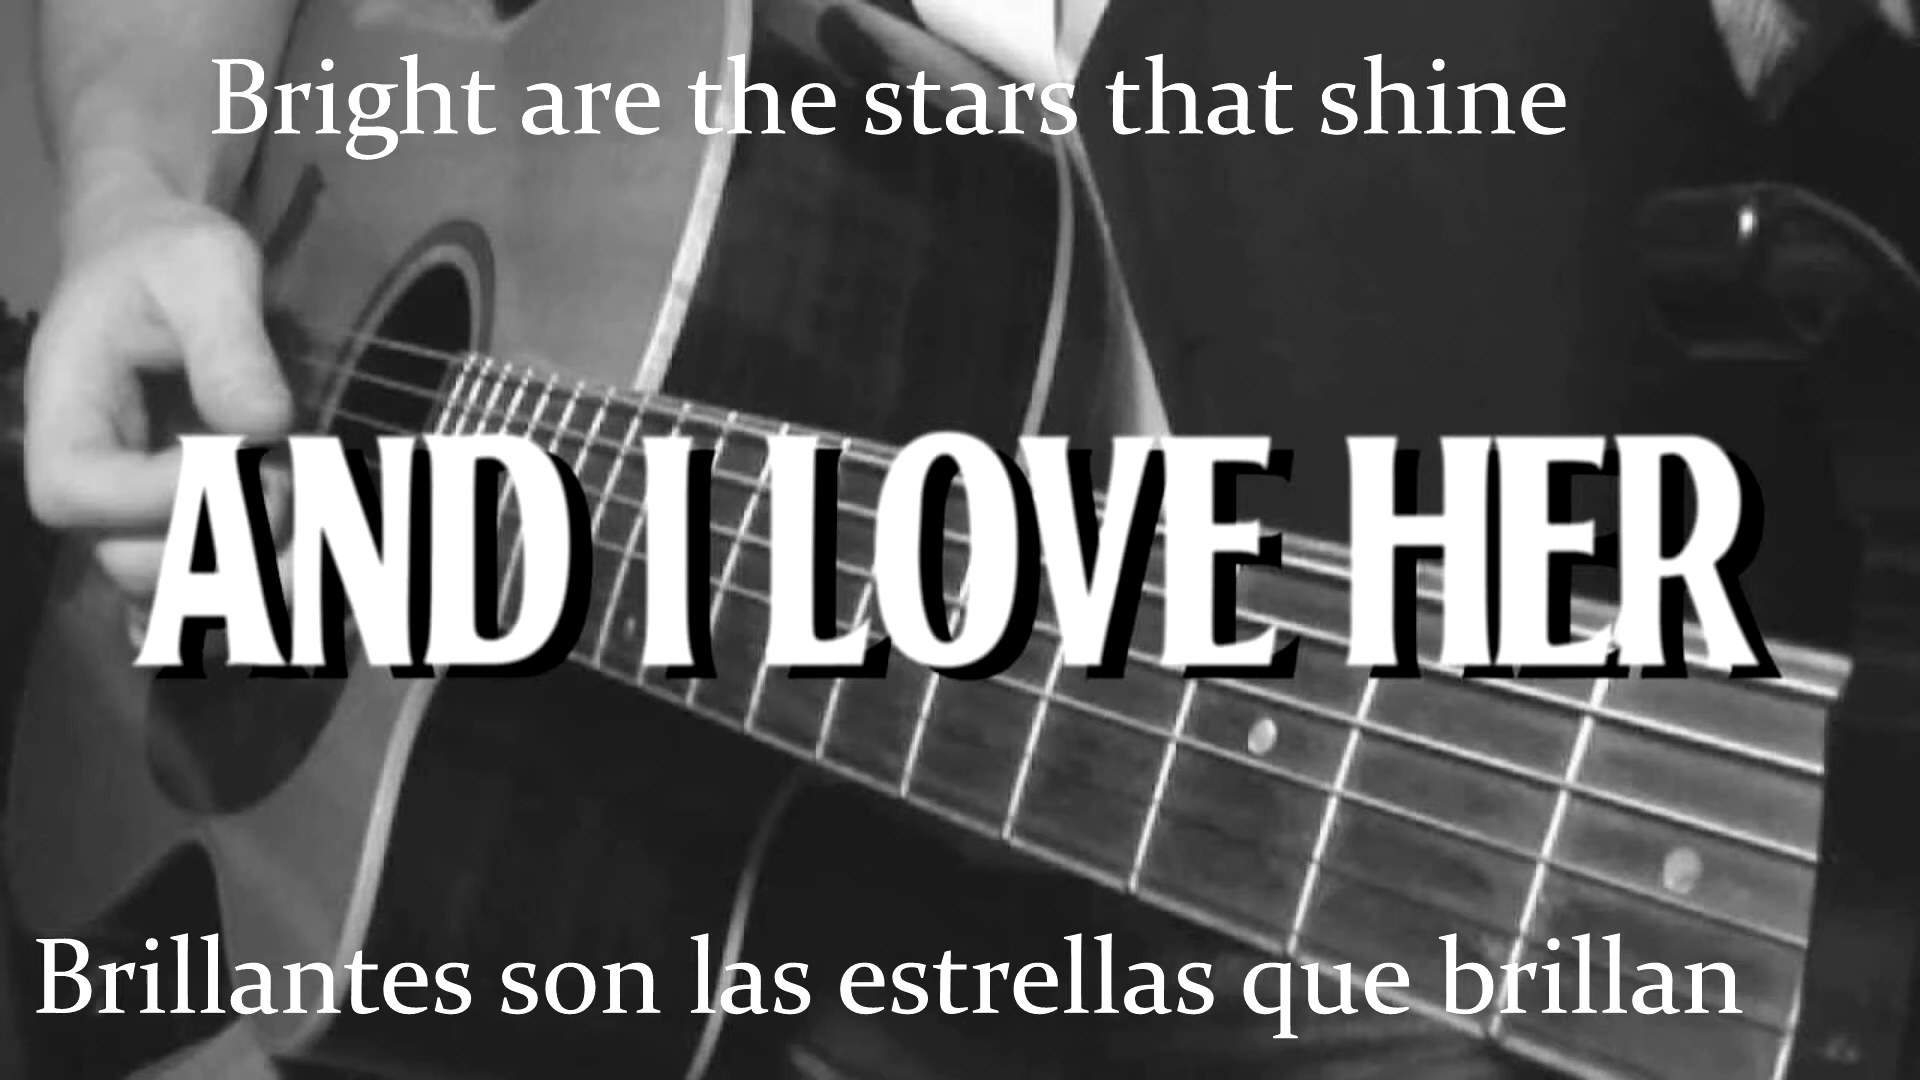 Bright are the stars that shine
AND I LOVE HER
Brillantes son las estrellas que brillan